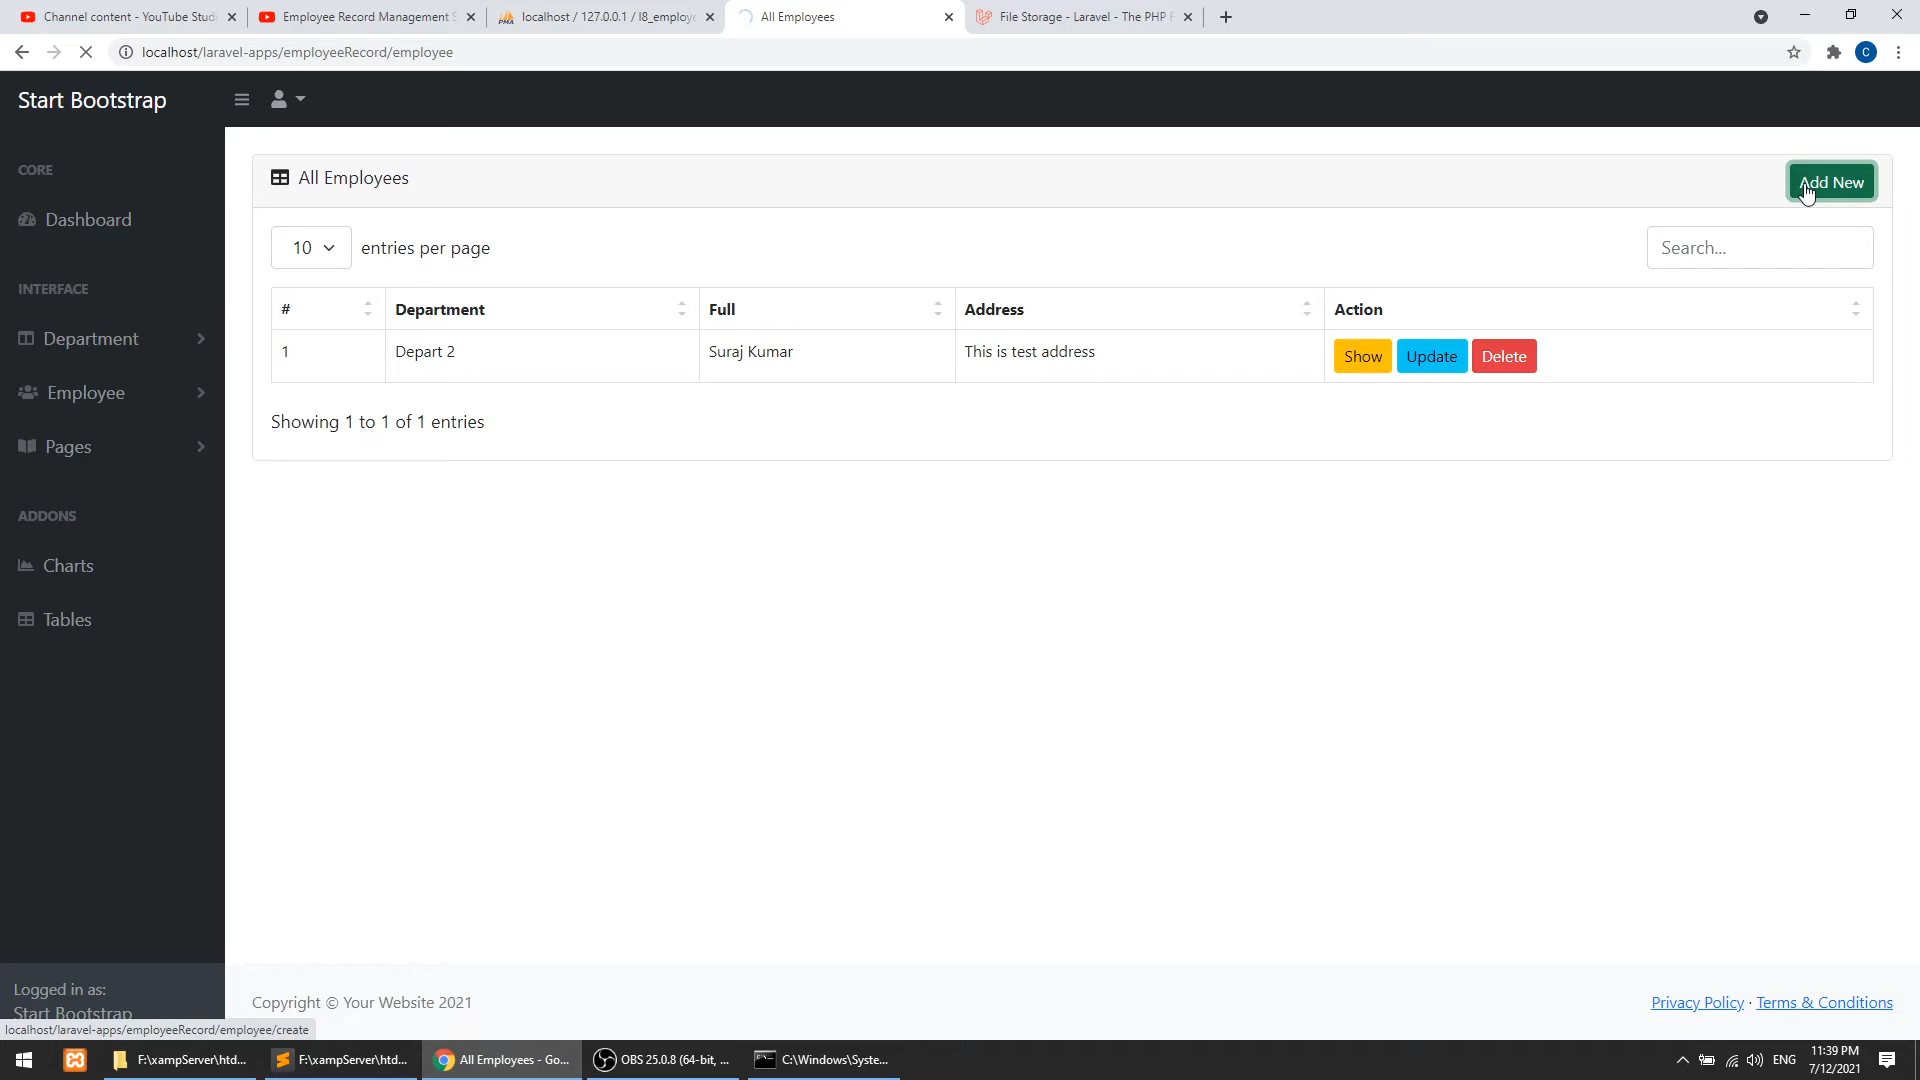 Channel content - YouTube Studi
Employee Record Management S
localhost / 127.0.0.1 / l8_employe
All Employees
File Storage - Laravel - The PHP F
localhost/laravel-apps/employeeRecord/employee
C
Start Bootstrap
CORE
Dashboard
INTERFACE
Department
Employee
Pages
ADDONS
Charts
Tables
Logged in as:
Start Bootstrap
All Employees
Add New
10 entries per page
Search...
# Department Full Address Action
1 Depart 2 Suraj Kumar This is test address Show Update Delete
Showing 1 to 1 of 1 entries
Copyright © Your Website 2021
Privacy Policy · Terms & Conditions
localhost/laravel-apps/employeeRecord/employee/create
F:\xampServer\htd...
F:\xampServer\htd...
All Employees - Go...
OBS 25.0.8 (64-bit, ...
C:\Windows\Syste...
ENG
11:39 PM
7/12/2021